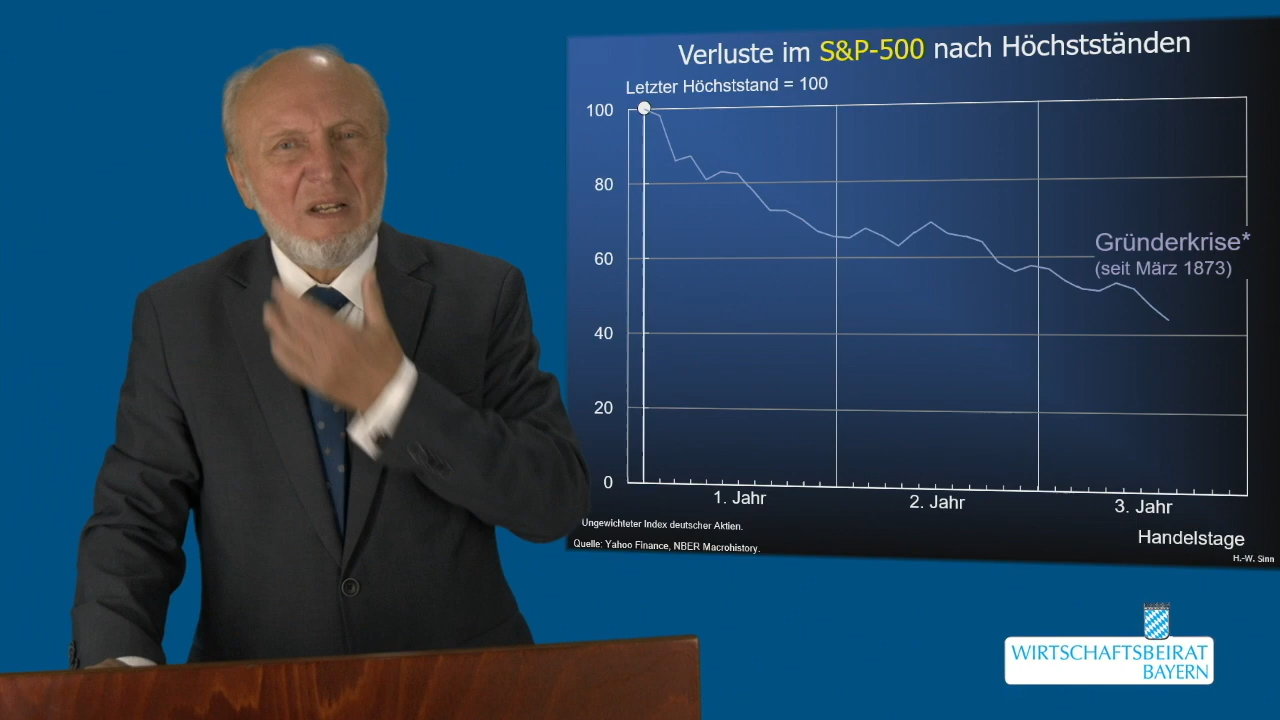 Verluste im S&P-500 nach Höchstständen
Letzter Höchststand = 100
100
80
60
40
20
0
Gründerkrise*
(seit März 1873)
1. Jahr
2. Jahr
3. Jahr
Handelstage
Ungewichteter Index deutscher Aktien.
Quelle: Yahoo Finance, NBER Macrohistory.
H.-W. Sinn
WIRTSCHAFTSBEIRAT
BAYERN